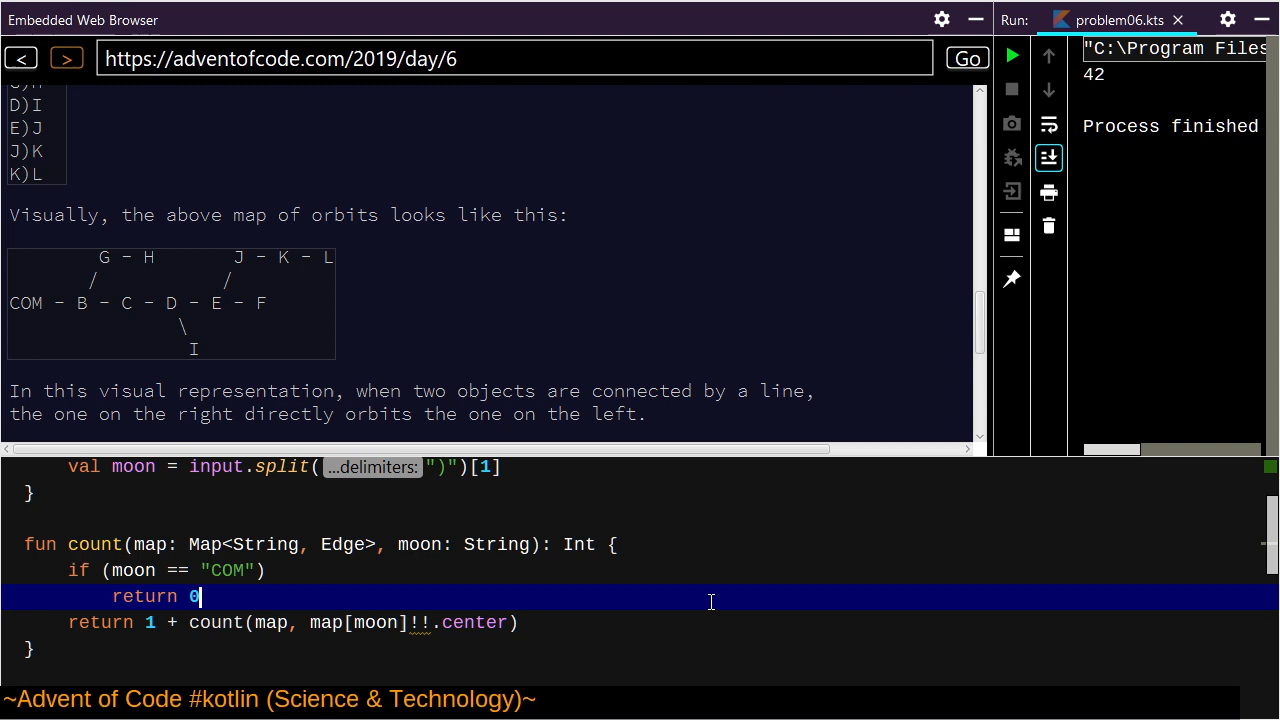 Embedded Web Browser
Run: problem06.kts
< > https://adventofcode.com/2019/day/6 Go
"C:\Program Files
42
Process finished
D)I
E)J
J)K
K)L
Visually, the above map of orbits looks like this:
G - H J - K - L
/ /
COM - B - C - D - E - F
\
I
In this visual representation, when two objects are connected by a line,
the one on the right directly orbits the one on the left.
val moon = input.split( ...delimiters: ")")[1]
}
fun count(map: Map<String, Edge>, moon: String): Int {
if (moon == "COM")
return 0
return 1 + count(map, map[moon]!!.center)
}
~Advent of Code #kotlin (Science & Technology)~